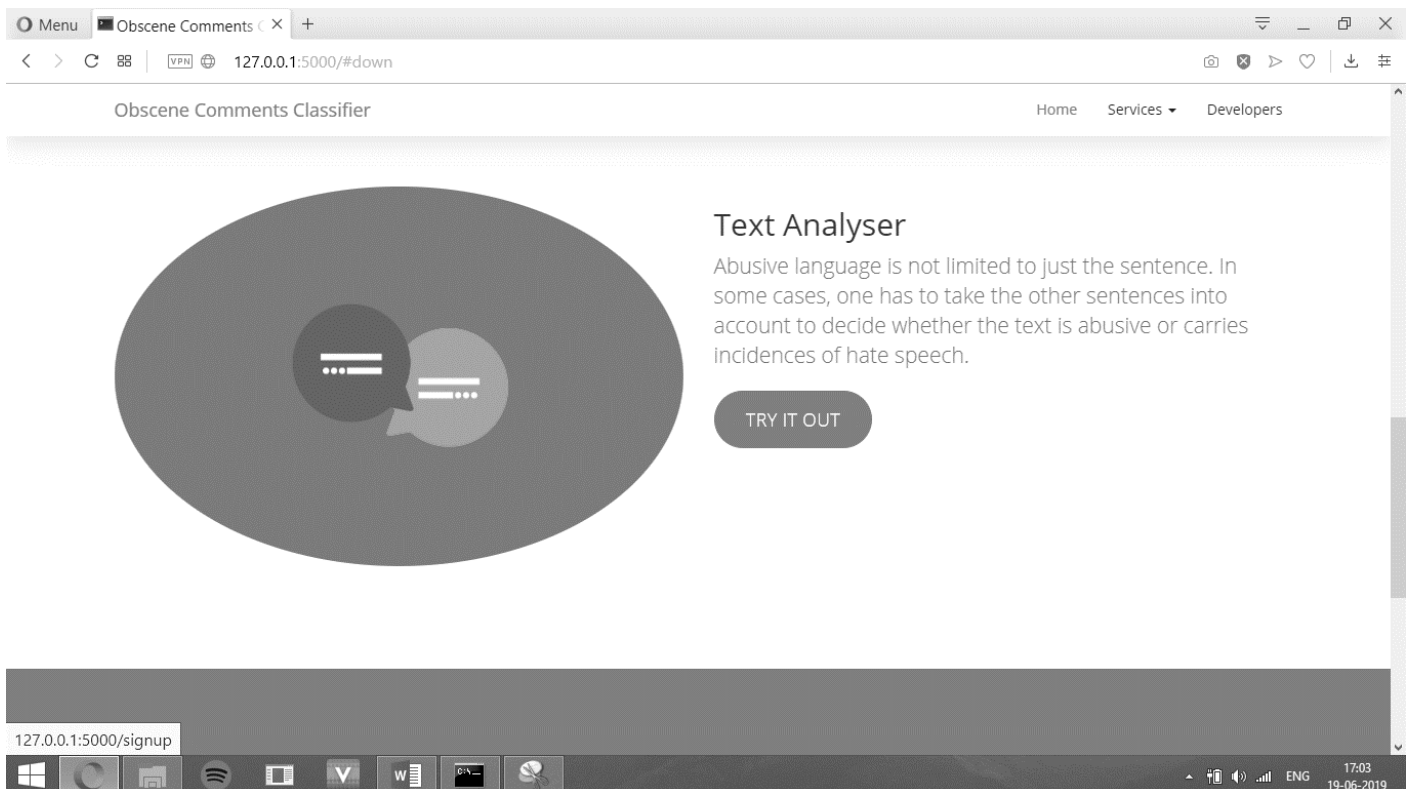 Menu
Obscene Comments
127.0.0.1:5000/#down
VPN
Obscene Comments Classifier
Home Services Developers
Text Analyser
Abusive language is not limited to just the sentence. In
some cases, one has to take the other sentences into
account to decide whether the text is abusive or carries
incidences of hate speech.
TRY IT OUT
127.0.0.1:5000/signup
ENG
17:03
19-06-2019